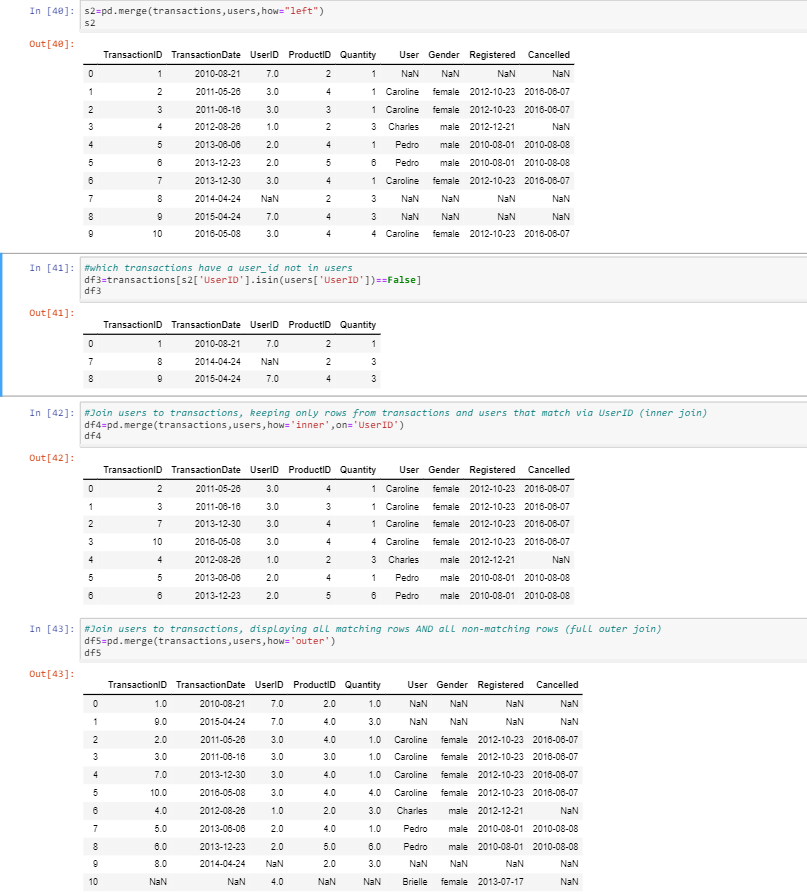 In [40]: s2=pd.merge(transactions,users,how="left")
s2
Out[40]:
TransactionID TransactionDate UserID ProductID Quantity User Gender Registered Cancelled
0 1 2010-08-21 7.0 2 1 NaN NaN NaN NaN
1 2 2011-05-26 3.0 4 1 Caroline female 2012-10-23 2016-06-07
2 3 2011-06-16 3.0 3 1 Caroline female 2012-10-23 2016-06-07
3 4 2012-08-26 1.0 2 3 Charles male 2012-12-21 NaN
4 5 2013-06-06 2.0 4 1 Pedro male 2010-08-01 2010-08-08
5 6 2013-12-23 2.0 5 6 Pedro male 2010-08-01 2010-08-08
6 7 2013-12-30 3.0 4 1 Caroline female 2012-10-23 2016-06-07
7 8 2014-04-24 NaN 2 3 NaN NaN NaN NaN
8 9 2015-04-24 7.0 4 3 NaN NaN NaN NaN
9 10 2016-05-08 3.0 4 4 Caroline female 2012-10-23 2016-06-07
In [41]: #which transactions have a user_id not in users
df3=transactions[s2['UserID'].isin(users['UserID'])==False]
df3
Out[41]:
TransactionID TransactionDate UserID ProductID Quantity
0 1 2010-08-21 7.0 2 1
7 8 2014-04-24 NaN 2 3
8 9 2015-04-24 7.0 4 3
In [42]: #Join users to transactions, keeping only rows from transactions and users that match via UserID (inner join)
df4=pd.merge(transactions,users,how='inner',on='UserID')
df4
Out[42]:
TransactionID TransactionDate UserID ProductID Quantity User Gender Registered Cancelled
0 2 2011-05-26 3.0 4 1 Caroline female 2012-10-23 2016-06-07
1 3 2011-06-16 3.0 3 1 Caroline female 2012-10-23 2016-06-07
2 7 2013-12-30 3.0 4 1 Caroline female 2012-10-23 2016-06-07
3 10 2016-05-08 3.0 4 4 Caroline female 2012-10-23 2016-06-07
4 4 2012-08-26 1.0 2 3 Charles male 2012-12-21 NaN
5 5 2013-06-06 2.0 4 1 Pedro male 2010-08-01 2010-08-08
6 6 2013-12-23 2.0 5 6 Pedro male 2010-08-01 2010-08-08
In [43]: #Join users to transactions, displaying all matching rows AND all non-matching rows (full outer join)
df5=pd.merge(transactions,users,how='outer')
df5
Out[43]:
TransactionID TransactionDate UserID ProductID Quantity User Gender Registered Cancelled
0 1.0 2010-08-21 7.0 2.0 1.0 NaN NaN NaN NaN
1 9.0 2015-04-24 7.0 4.0 3.0 NaN NaN NaN NaN
2 2.0 2011-05-26 3.0 4.0 1.0 Caroline female 2012-10-23 2016-06-07
3 3.0 2011-06-16 3.0 3.0 1.0 Caroline female 2012-10-23 2016-06-07
4 7.0 2013-12-30 3.0 4.0 1.0 Caroline female 2012-10-23 2016-06-07
5 10.0 2016-05-08 3.0 4.0 4.0 Caroline female 2012-10-23 2016-06-07
6 4.0 2012-08-26 1.0 2.0 3.0 Charles male 2012-12-21 NaN
7 5.0 2013-06-06 2.0 4.0 1.0 Pedro male 2010-08-01 2010-08-08
8 6.0 2013-12-23 2.0 5.0 6.0 Pedro male 2010-08-01 2010-08-08
9 8.0 2014-04-24 NaN 2.0 3.0 NaN NaN NaN NaN
10 NaN NaN 4.0 NaN NaN Brielle female 2013-07-17 NaN